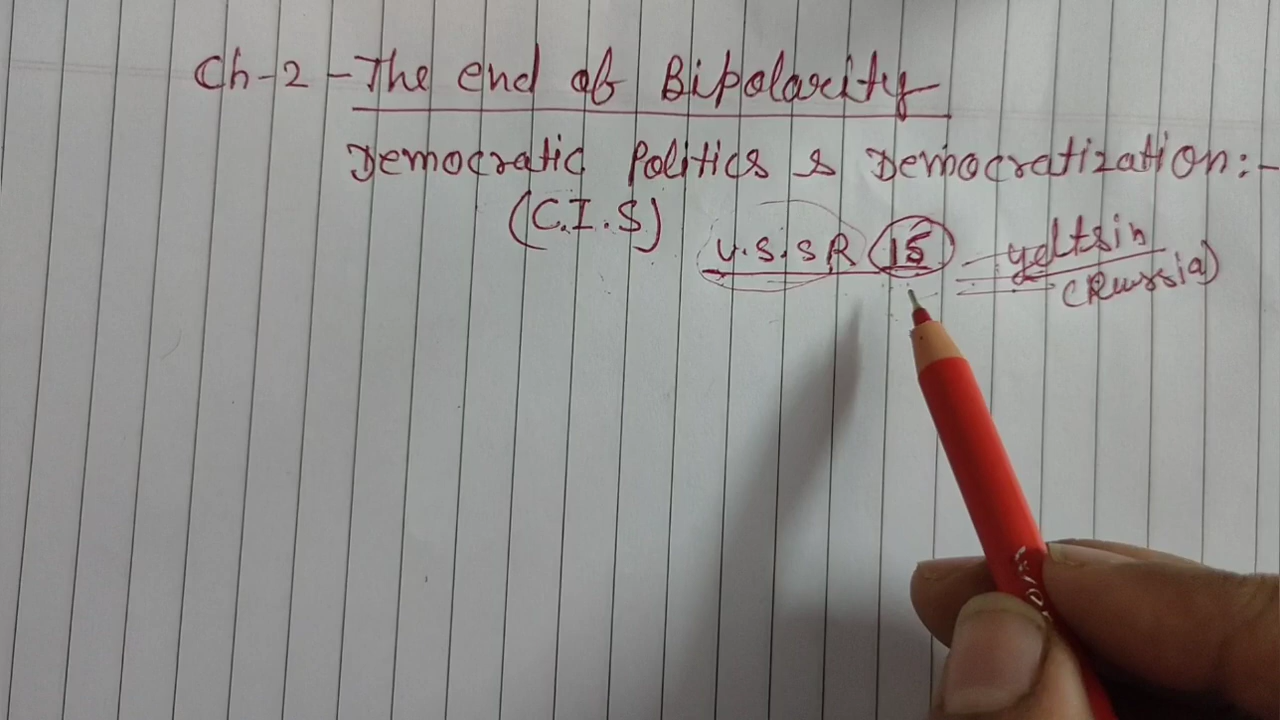 Ch-2 - The end of Bipolarity
Democratic Politics & Democratization:-
(C.I.S)
U.S.S.R 15 - Yeltsin
(Russia)